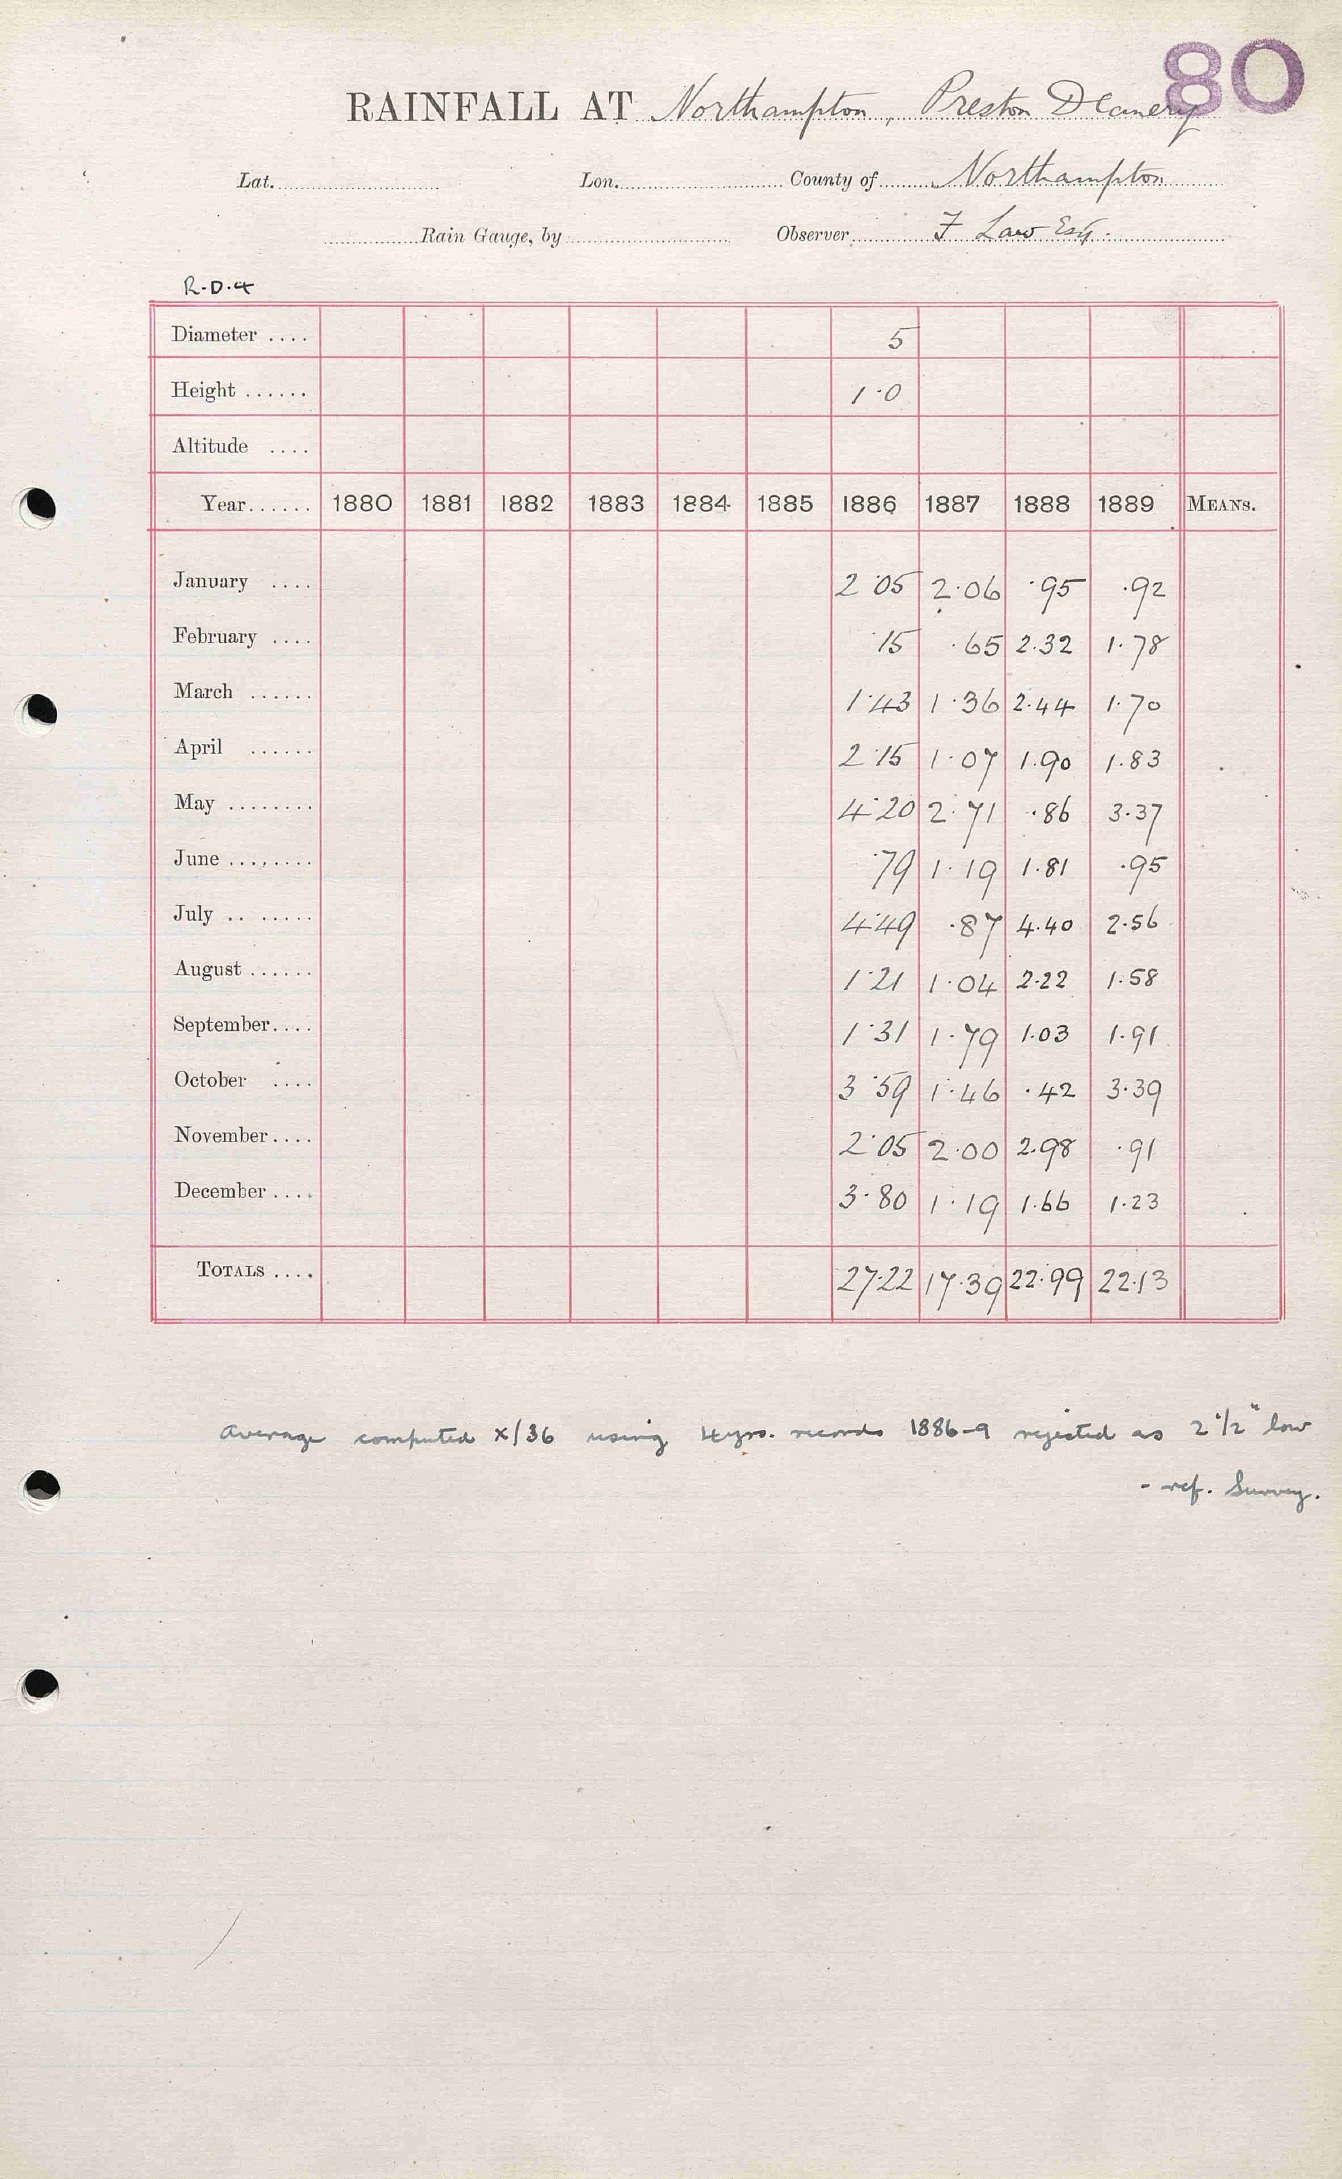 80
RAINFALL AT Northampton, Preston Deanery
Lat. Lon. County of Northampton
Rain Gauge, by Observer F Law Esq.
R.D.4
Diameter .... 5
Height ...... 1.0
Altitude ....
Year...... 1880 1881 1882 1883 1884 1885 1886 1887 1888 1889 MEANS.
January .... 2.05 2.06 .95 .92
February .... .15 .65 2.32 1.78
March ...... 1.43 1.36 2.44 1.70
April ...... 2.15 1.07 1.90 1.83
May ........ 4.20 2.71 .86 3.37
June ........ .79 1.19 1.81 .95
July .. ..... 4.49 .87 4.40 2.56
August ...... 1.21 1.04 2.22 1.58
September.... 1.31 1.79 1.03 1.91
October .... 3.59 1.46 .42 3.39
November.... 2.05 2.00 2.98 .91
December .... 3.80 1.19 1.66 1.23
TOTALS .... 27.22 17.39 22.99 22.13
Average computed x/36 using 4yrs. records 1886-9 rejected as 2 1/2" low
- ref. Survey.